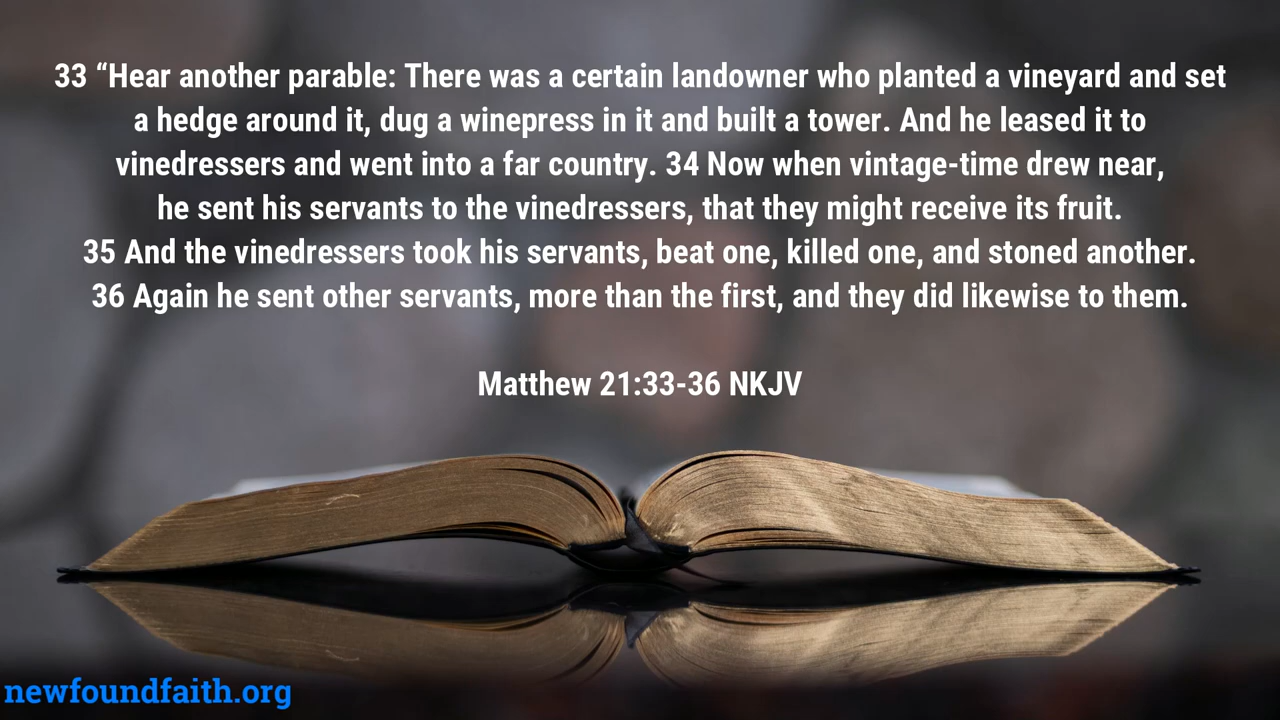 33 “Hear another parable: There was a certain landowner who planted a vineyard and set
a hedge around it, dug a winepress in it and built a tower. And he leased it to
vinedressers and went into a far country. 34 Now when vintage-time drew near,
he sent his servants to the vinedressers, that they might receive its fruit.
35 And the vinedressers took his servants, beat one, killed one, and stoned another.
36 Again he sent other servants, more than the first, and they did likewise to them.
Matthew 21:33-36 NKJV
newfoundfaith.org